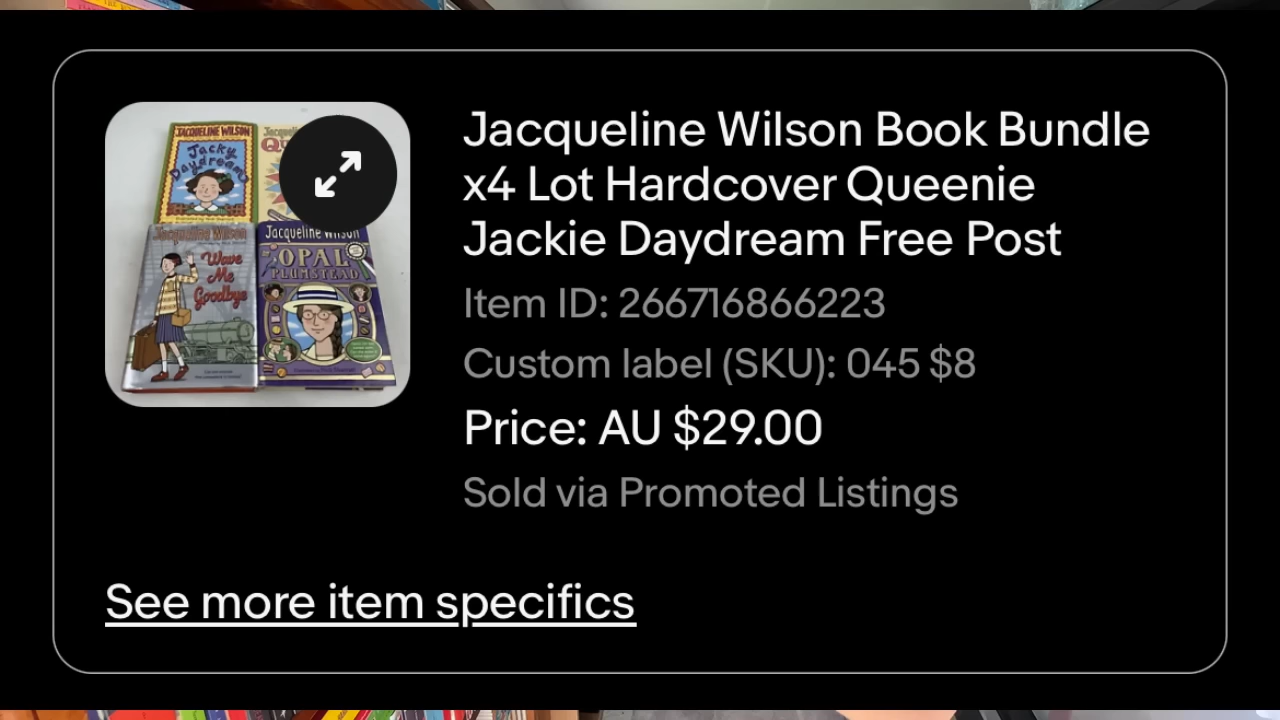 JACQUELINE WILSON
Jacky
Daydream
Jacqueline Wilson
Wave
Me
Goodbye
Jacqueline Wilson
OPAL
PLUMSTEAD
Jacqueline Wilson Book Bundle
x4 Lot Hardcover Queenie
Jackie Daydream Free Post
Item ID: 266716866223
Custom label (SKU): 045 $8
Price: AU $29.00
Sold via Promoted Listings
See more item specifics